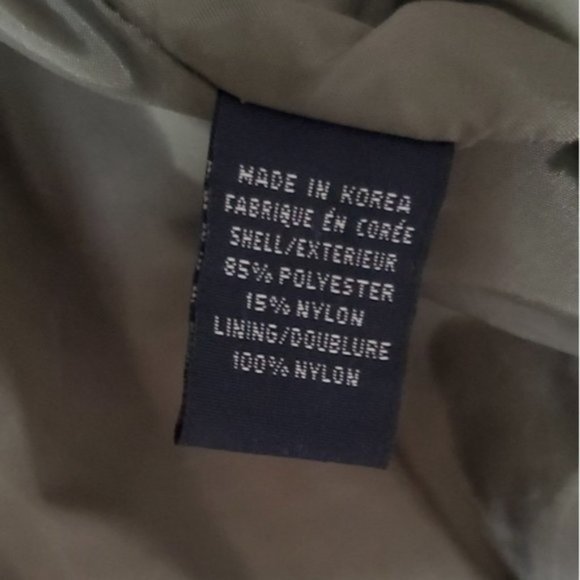 MADE IN KOREA
FABRIQUE ÉN CORÉE
SHELL/EXTERIEUR
85% POLYESTER
15% NYLON
LINING/DOUBLURE
100% NYLON